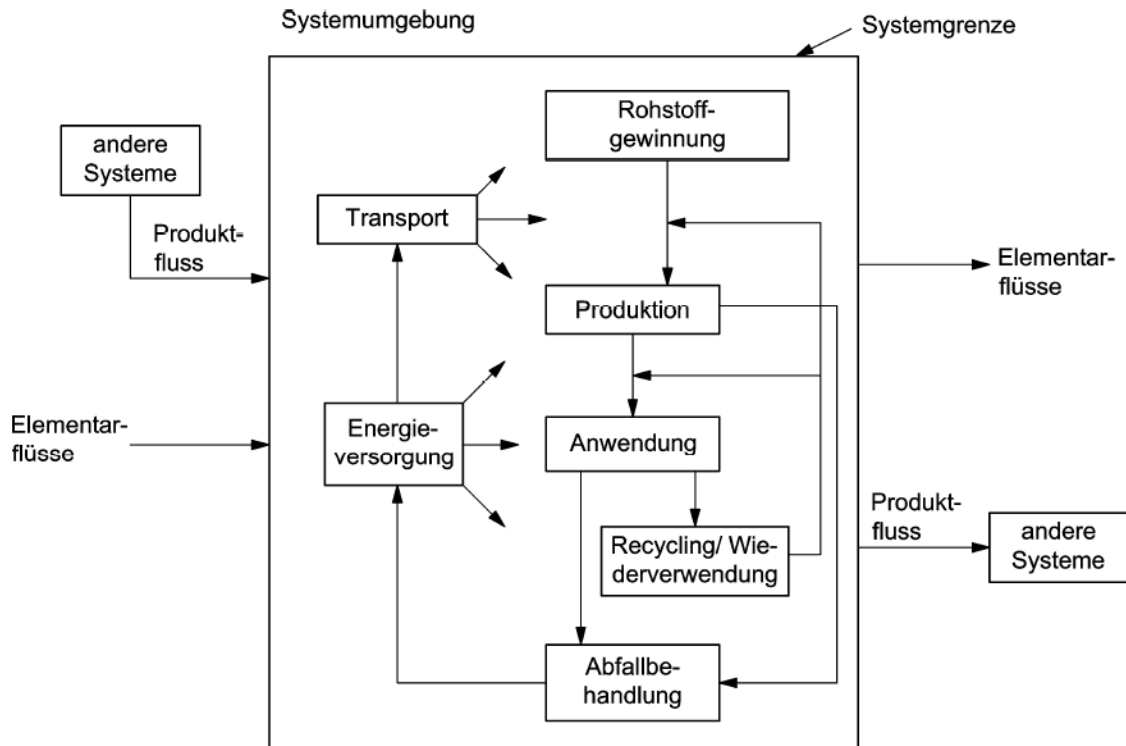 Systemumgebung
Systemgrenze
andere
Systeme
Produkt-
fluss
Elementar-
flüsse
Rohstoff-
gewinnung
Transport
Produktion
Energie-
versorgung
Anwendung
Recycling/ Wie-
derverwendung
Abfallbe-
handlung
Elementar-
flüsse
Produkt-
fluss
andere
Systeme